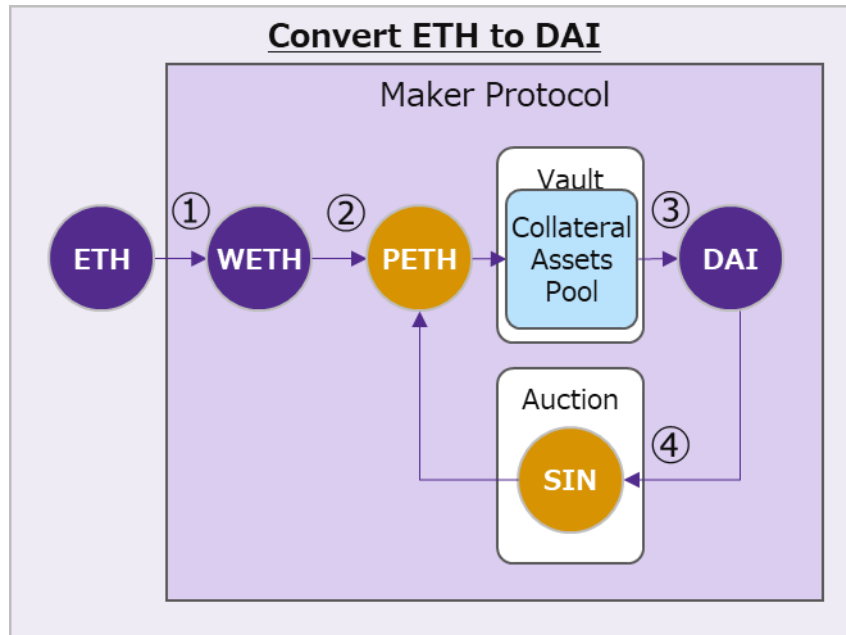 Convert ETH to DAI
Maker Protocol
Vault
Collateral
Assets
Pool
①
②
③
ETH
WETH
PETH
DAI
Auction
SIN
④